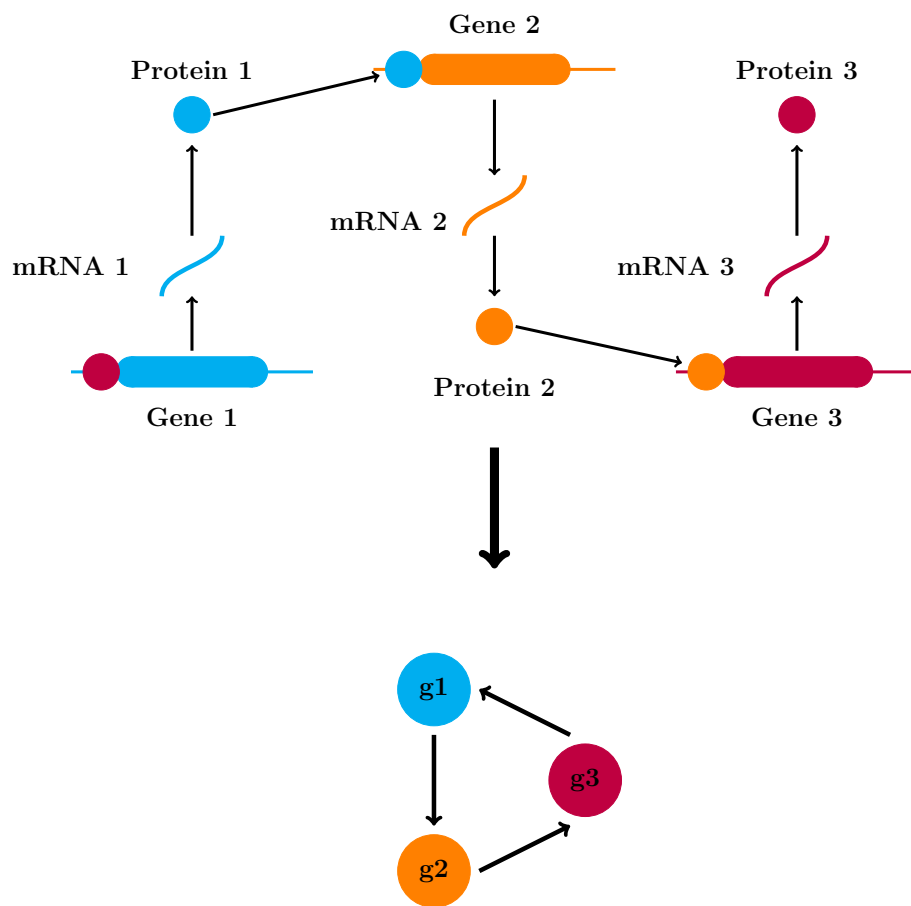 Gene 2
Protein 1
Protein 3
mRNA 2
mRNA 1
mRNA 3
Protein 2
Gene 1
Gene 3
g1
g3
g2